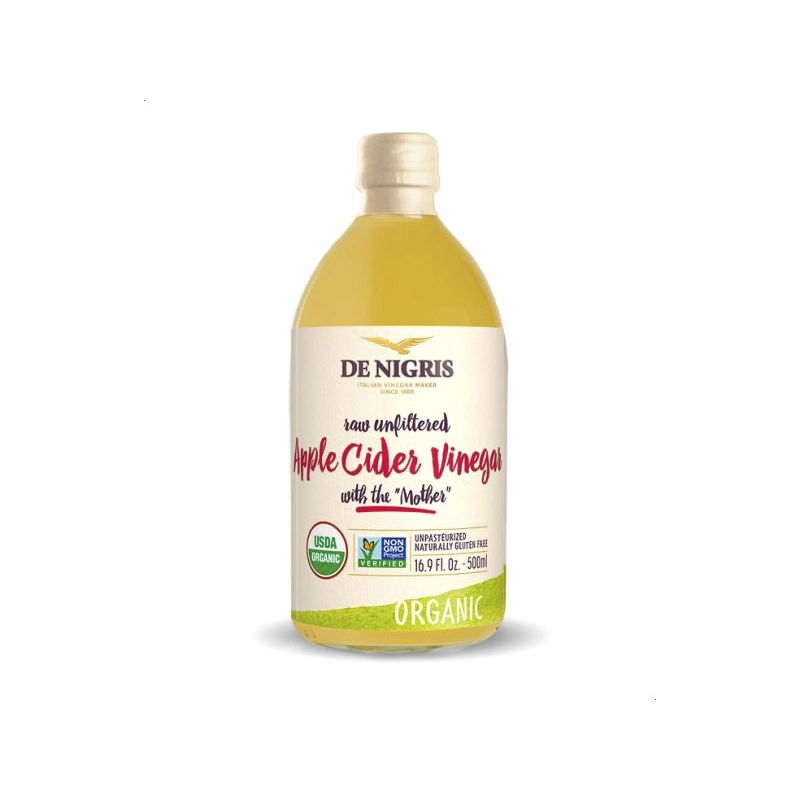 DE NIGRIS
ITALIAN VINEGAR MAKER
SINCE 1889
raw unfiltered
Apple Cider Vinegar
with the "Mother"
USDA
ORGANIC
NON
GMO
Project
VERIFIED
UNPASTEURIZED
NATURALLY GLUTEN FREE
16.9 Fl. Oz. - 500ml
ORGANIC